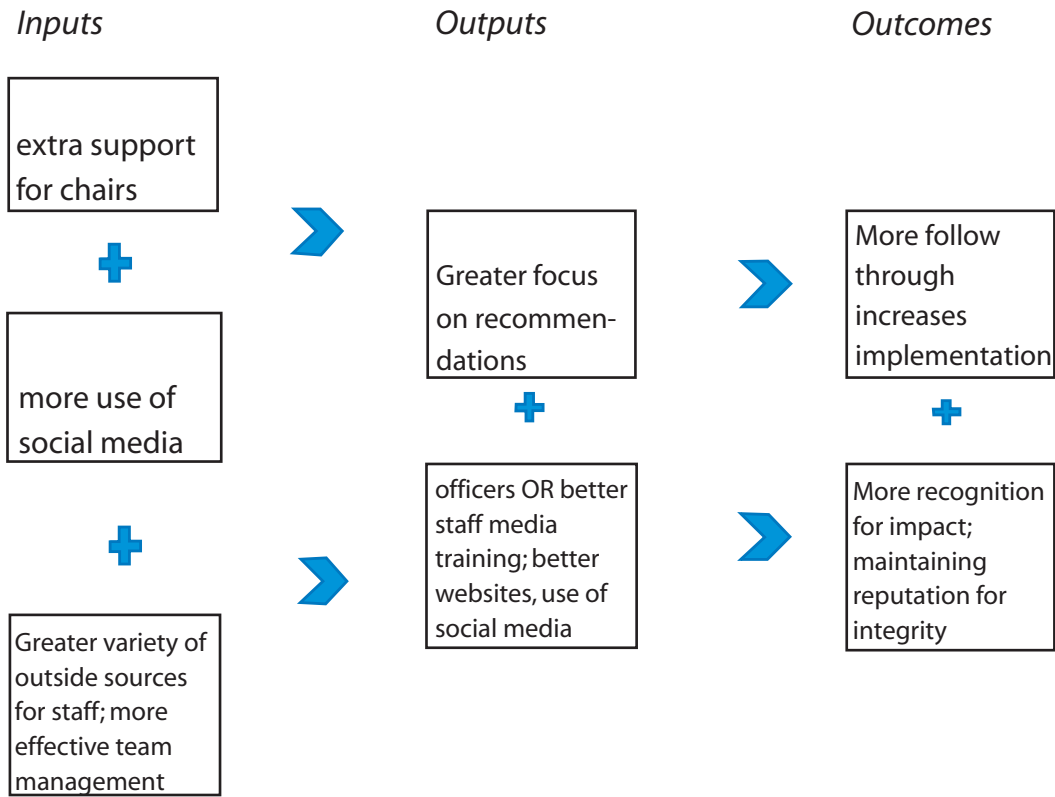 Inputs
Outputs
Outcomes
extra support
for chairs
more use of
social media
Greater variety of
outside sources
for staff; more
effective team
management
Greater focus
on recommen-
dations
officers OR better
staff media
training; better
websites, use of
social media
More follow
through
increases
implementation
More recognition
for impact;
maintaining
reputation for
integrity